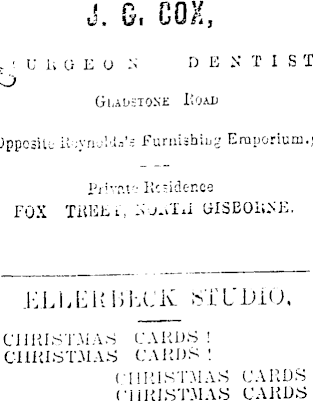 J. G. COX,
SURGEON DENTIST
GLADSTONE ROAD
Opposite Reynolds's Furnishing Emporium.
Private Residence
FOX TREET, NORTH GISBORNE.
ELLERBECK STUDIO.
CHRISTMAS CARDS!
CHRISTMAS CARDS!
CHRISTMAS CARDS
CHRISTMAS CARDS